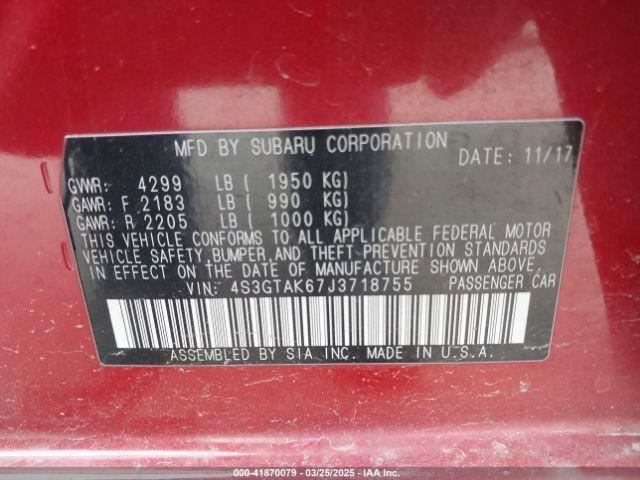 MFD BY SUBARU CORPORATION DATE: 11/17
GVWR: 4299 LB ( 1950 KG)
GAWR: F 2183 LB ( 990 KG)
GAWR: R 2205 LB ( 1000 KG)
THIS VEHICLE CONFORMS TO ALL APPLICABLE FEDERAL MOTOR
VEHICLE SAFETY, BUMPER, AND THEFT PREVENTION STANDARDS
IN EFFECT ON THE DATE OF MANUFACTURE SHOWN ABOVE.
VIN: 4S3GTAK67J3718755 PASSENGER CAR
ASSEMBLED BY SIA INC. MADE IN U.S.A.
000-41870079 - 03/25/2025 - IAA Inc.